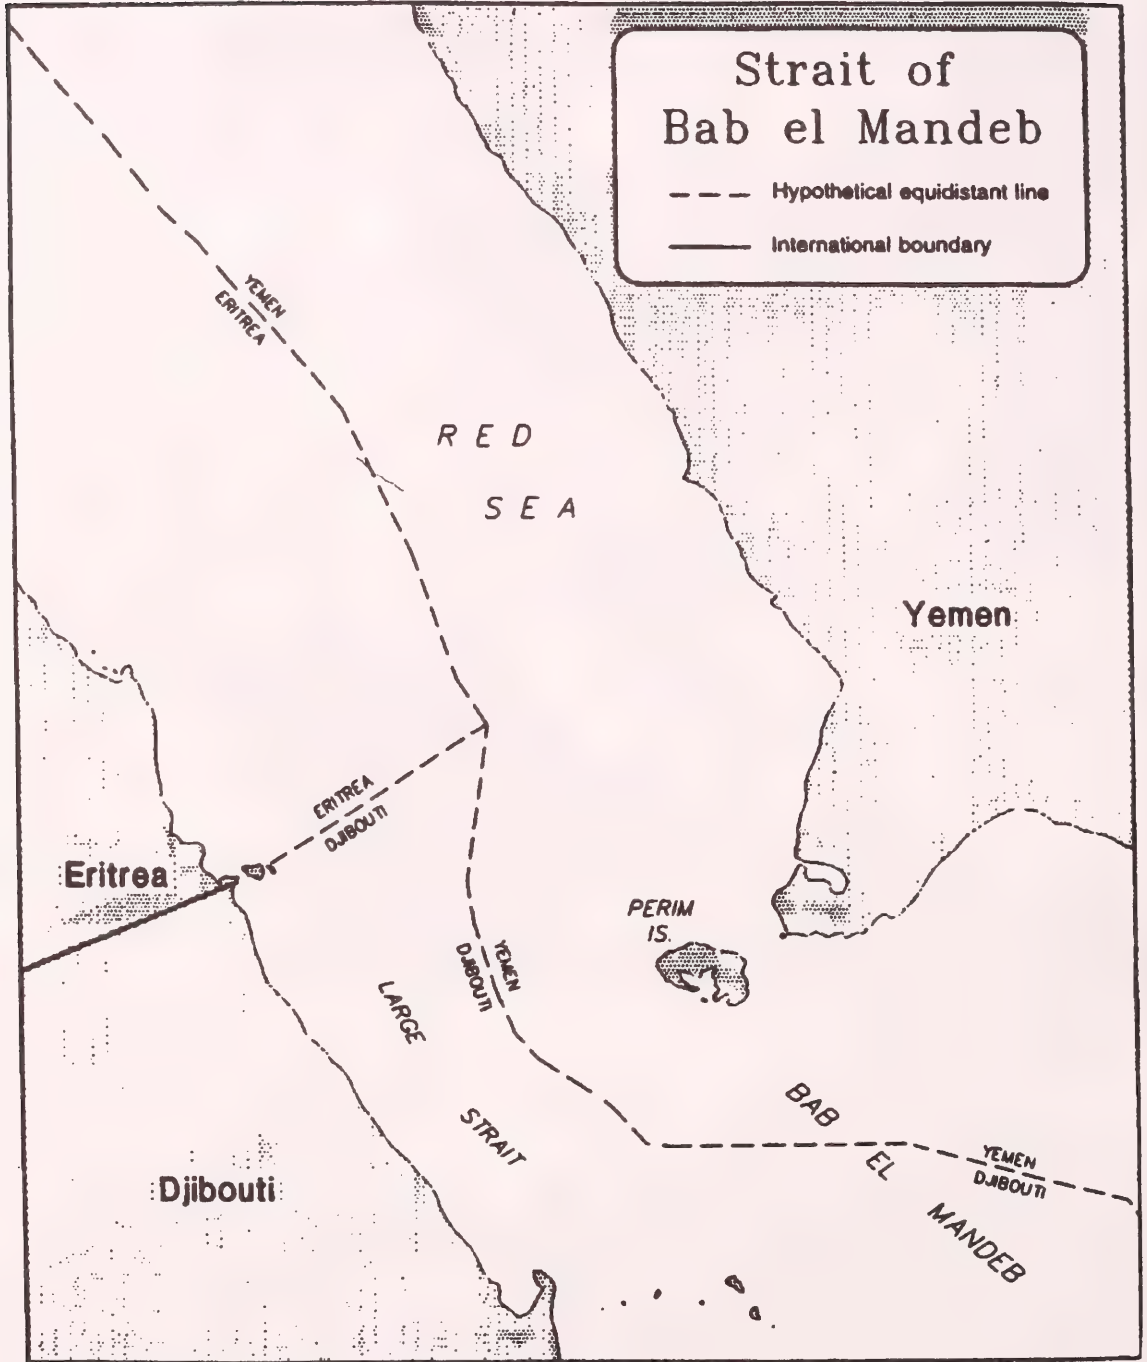 Strait of
Bab el Mandeb
Hypothetical equidistant line
International boundary
YEMEN
ERITREA
RED
SEA
Yemen
ERITREA
DJIBOUTI
Eritrea
PERIM
IS.
YEMEN
DJIBOUTI
LARGE
STRAIT
BAB
EL
MANDEB
YEMEN
DJIBOUTI
Djibouti